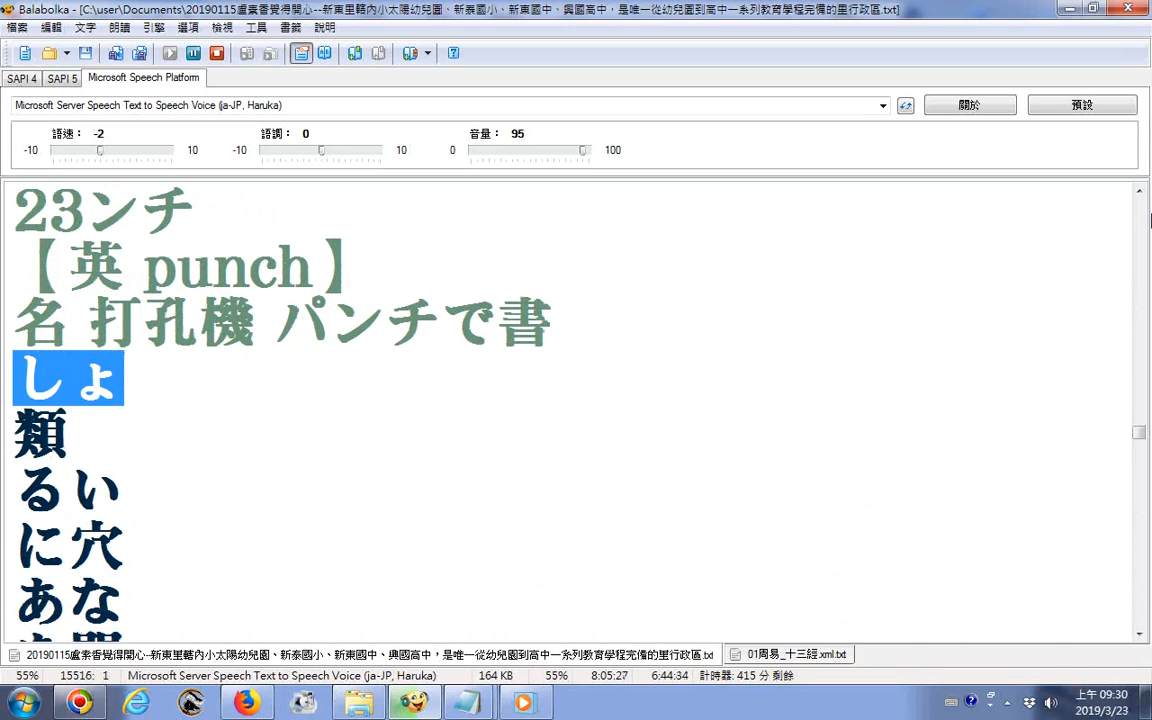 Balabolka - [C:\user\Documents\20190115盧素香覺得開心--新東里轄內小太陽幼兒園、新泰國小、新東國中、興國高中，是唯一從幼兒園到高中一系列教育學程完備的里行政區.txt]
檔案 編輯 文字 朗讀 引擎 選項 檢視 工具 書籤 說明
SAPI 4 SAPI 5 Microsoft Speech Platform
Microsoft Server Speech Text to Speech Voice (ja-JP, Haruka) 關於 預設
語速： -2 語調： 0 音量： 95
-10 10 -10 10 0 100
23ンチ
【英 punch】
名 打孔機 パンチで書
しょ
類
るい
に穴
あな
20190115盧素香覺得開心--新東里轄內小太陽幼兒園、新泰國小、新東國中、興國高中，是唯一從幼兒園到高中一系列教育學程完備的里行政區.txt 01周易_十三經.xml.txt
55% 15516: 1 Microsoft Server Speech Text to Speech Voice (ja-JP, Haruka) 164 KB 55% 8:05:27 6:44:34 計時器: 415 分 剩餘
上午 09:30
2019/3/23